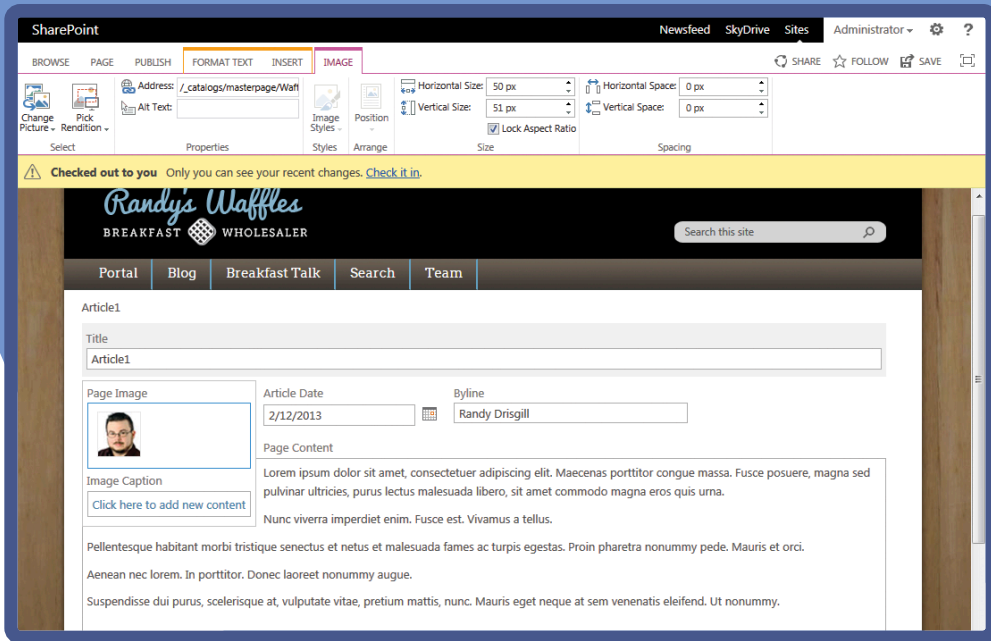 SharePoint
Newsfeed SkyDrive Sites Administrator ?
BROWSE PAGE PUBLISH FORMAT TEXT INSERT IMAGE SHARE FOLLOW SAVE
Change Picture
Pick Rendition
Select
Address: /_catalogs/masterpage/Waff
Alt Text:
Properties
Image Styles
Styles
Position
Arrange
Horizontal Size: 50 px
Vertical Size: 51 px
Lock Aspect Ratio
Size
Horizontal Space: 0 px
Vertical Space: 0 px
Spacing
Checked out to you Only you can see your recent changes. Check it in.
Randy's Waffles
BREAKFAST WHOLESALER
Search this site
Portal Blog Breakfast Talk Search Team
Article1
Title
Article1
Page Image
Article Date
2/12/2013
Byline
Randy Drisgill
Image Caption
Click here to add new content
Page Content
Lorem ipsum dolor sit amet, consectetuer adipiscing elit. Maecenas porttitor congue massa. Fusce posuere, magna sed
pulvinar ultricies, purus lectus malesuada libero, sit amet commodo magna eros quis urna.
Nunc viverra imperdiet enim. Fusce est. Vivamus a tellus.
Pellentesque habitant morbi tristique senectus et netus et malesuada fames ac turpis egestas. Proin pharetra nonummy pede. Mauris et orci.
Aenean nec lorem. In porttitor. Donec laoreet nonummy augue.
Suspendisse dui purus, scelerisque at, vulputate vitae, pretium mattis, nunc. Mauris eget neque at sem venenatis eleifend. Ut nonummy.